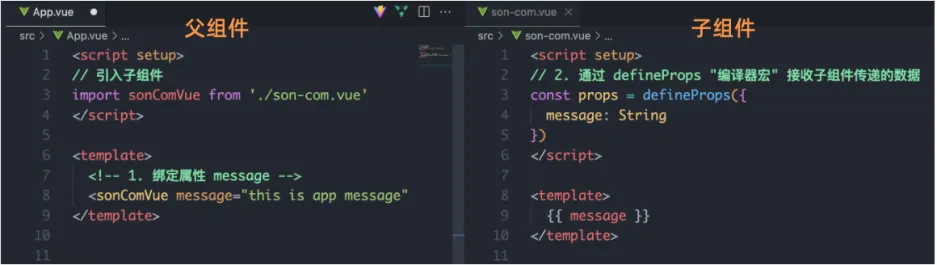 App.vue
父组件
src > App.vue > ...
1 <script setup>
2 // 引入子组件
3 import sonComVue from './son-com.vue'
4 </script>
5
6 <template>
7 <!-- 1. 绑定属性 message -->
8 <sonComVue message="this is app message"
9 </template>
10
11
son-com.vue
子组件
src > son-com.vue > ...
1 <script setup>
2 // 2. 通过 defineProps "编译器宏" 接收子组件传递的数据
3 const props = defineProps({
4 message: String
5 })
6 </script>
7
8 <template>
9 {{ message }}
10 </template>
11